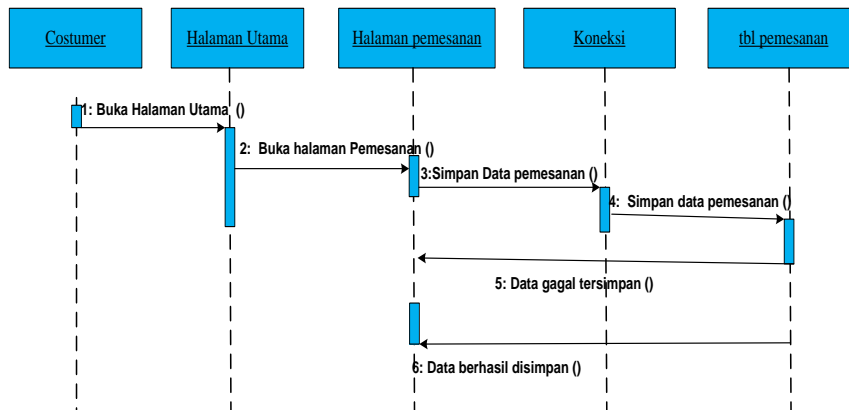 Costumer
Halaman Utama
Halaman pemesanan
Koneksi
tbl pemesanan
1: Buka Halaman Utama ()
2: Buka halaman Pemesanan ()
3:Simpan Data pemesanan ()
4: Simpan data pemesanan ()
5: Data gagal tersimpan ()
6: Data berhasil disimpan ()